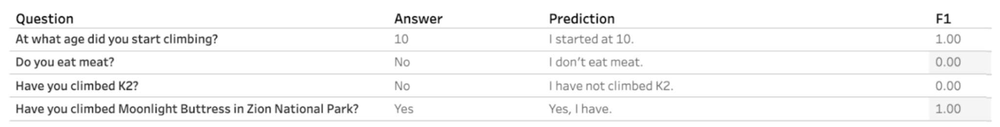 Question Answer Prediction F1
At what age did you start climbing? 10 I started at 10. 1.00
Do you eat meat? No I don’t eat meat. 0.00
Have you climbed K2? No I have not climbed K2. 0.00
Have you climbed Moonlight Buttress in Zion National Park? Yes Yes, I have. 1.00